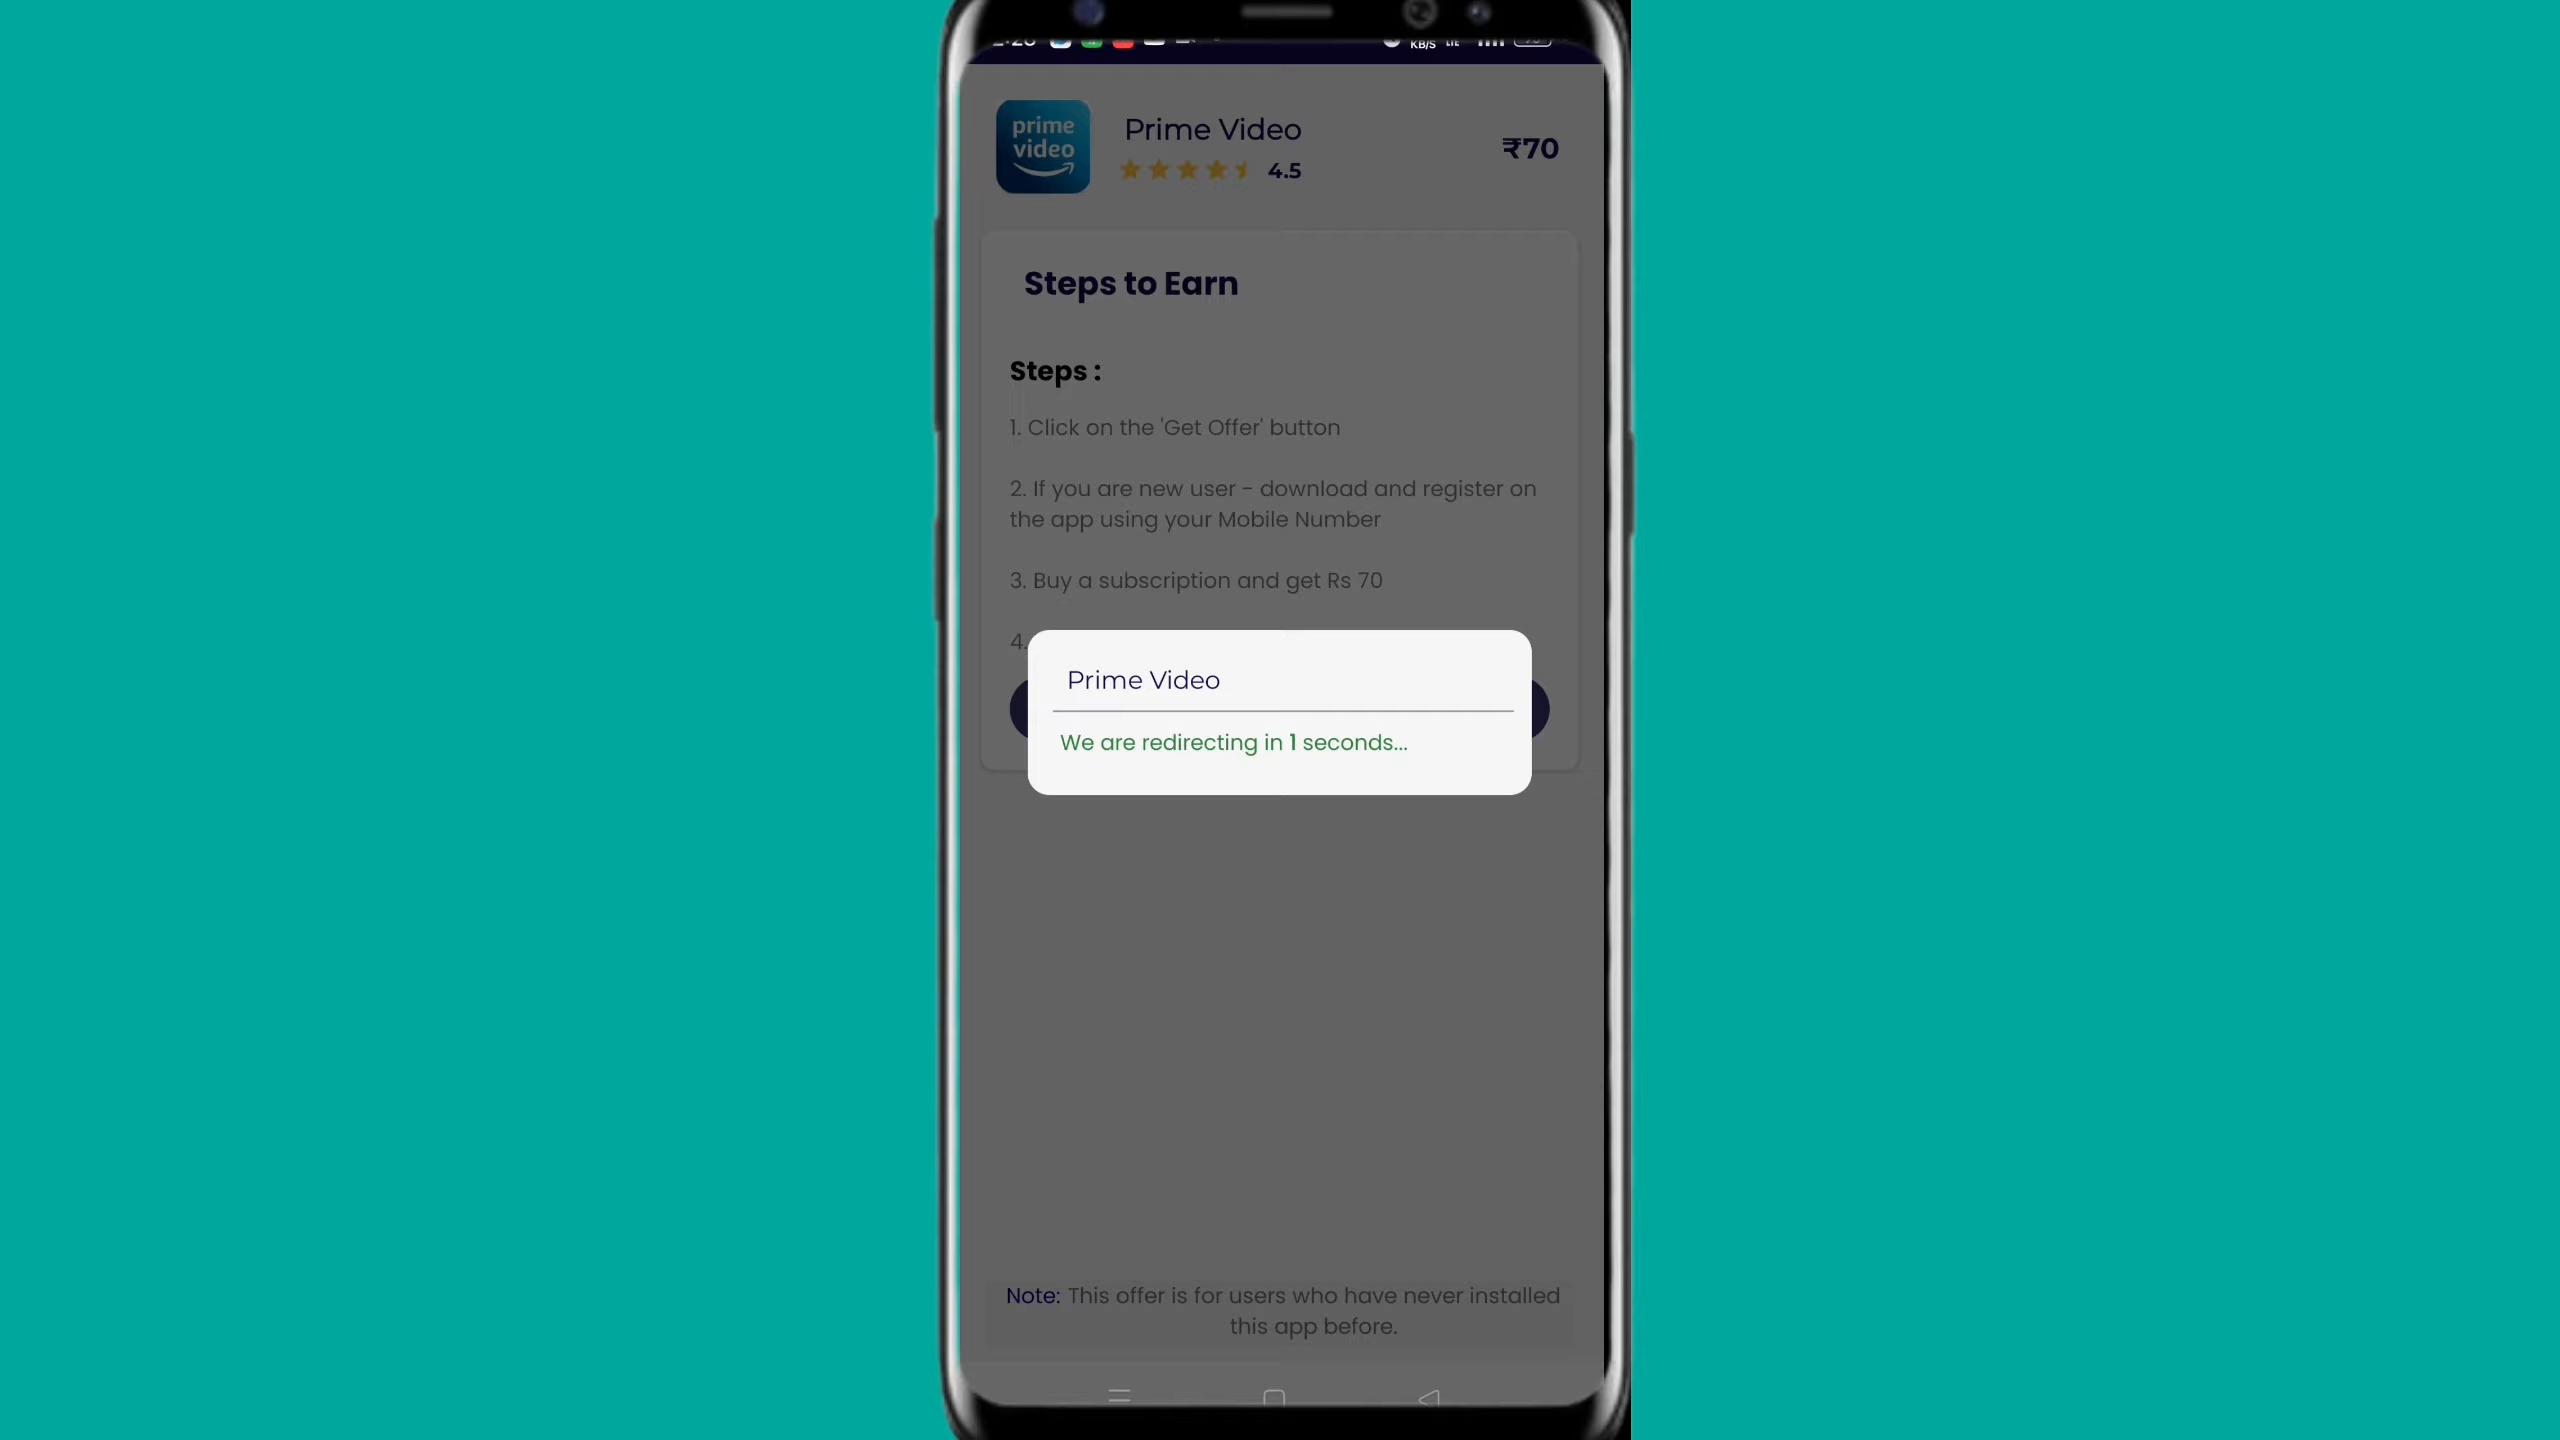 KB/S LTE
prime
video
Prime Video
4.5
₹70
Steps to Earn
Steps :
1. Click on the 'Get Offer' button
2. If you are new user - download and register on
the app using your Mobile Number
3. Buy a subscription and get Rs 70
4.
Prime Video
We are redirecting in 1 seconds...
Note: This offer is for users who have never installed
this app before.